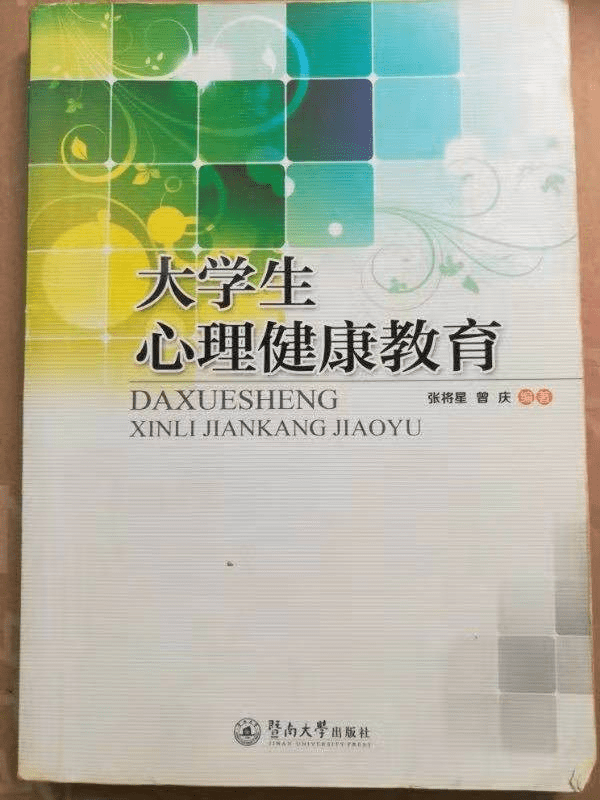 大学生
心理健康教育
DAXUESHENG
XINLI JIANKANG JIAOYU
张将星 曾 庆 编著
暨南大学出版社
JINAN UNIVERSITY PRESS